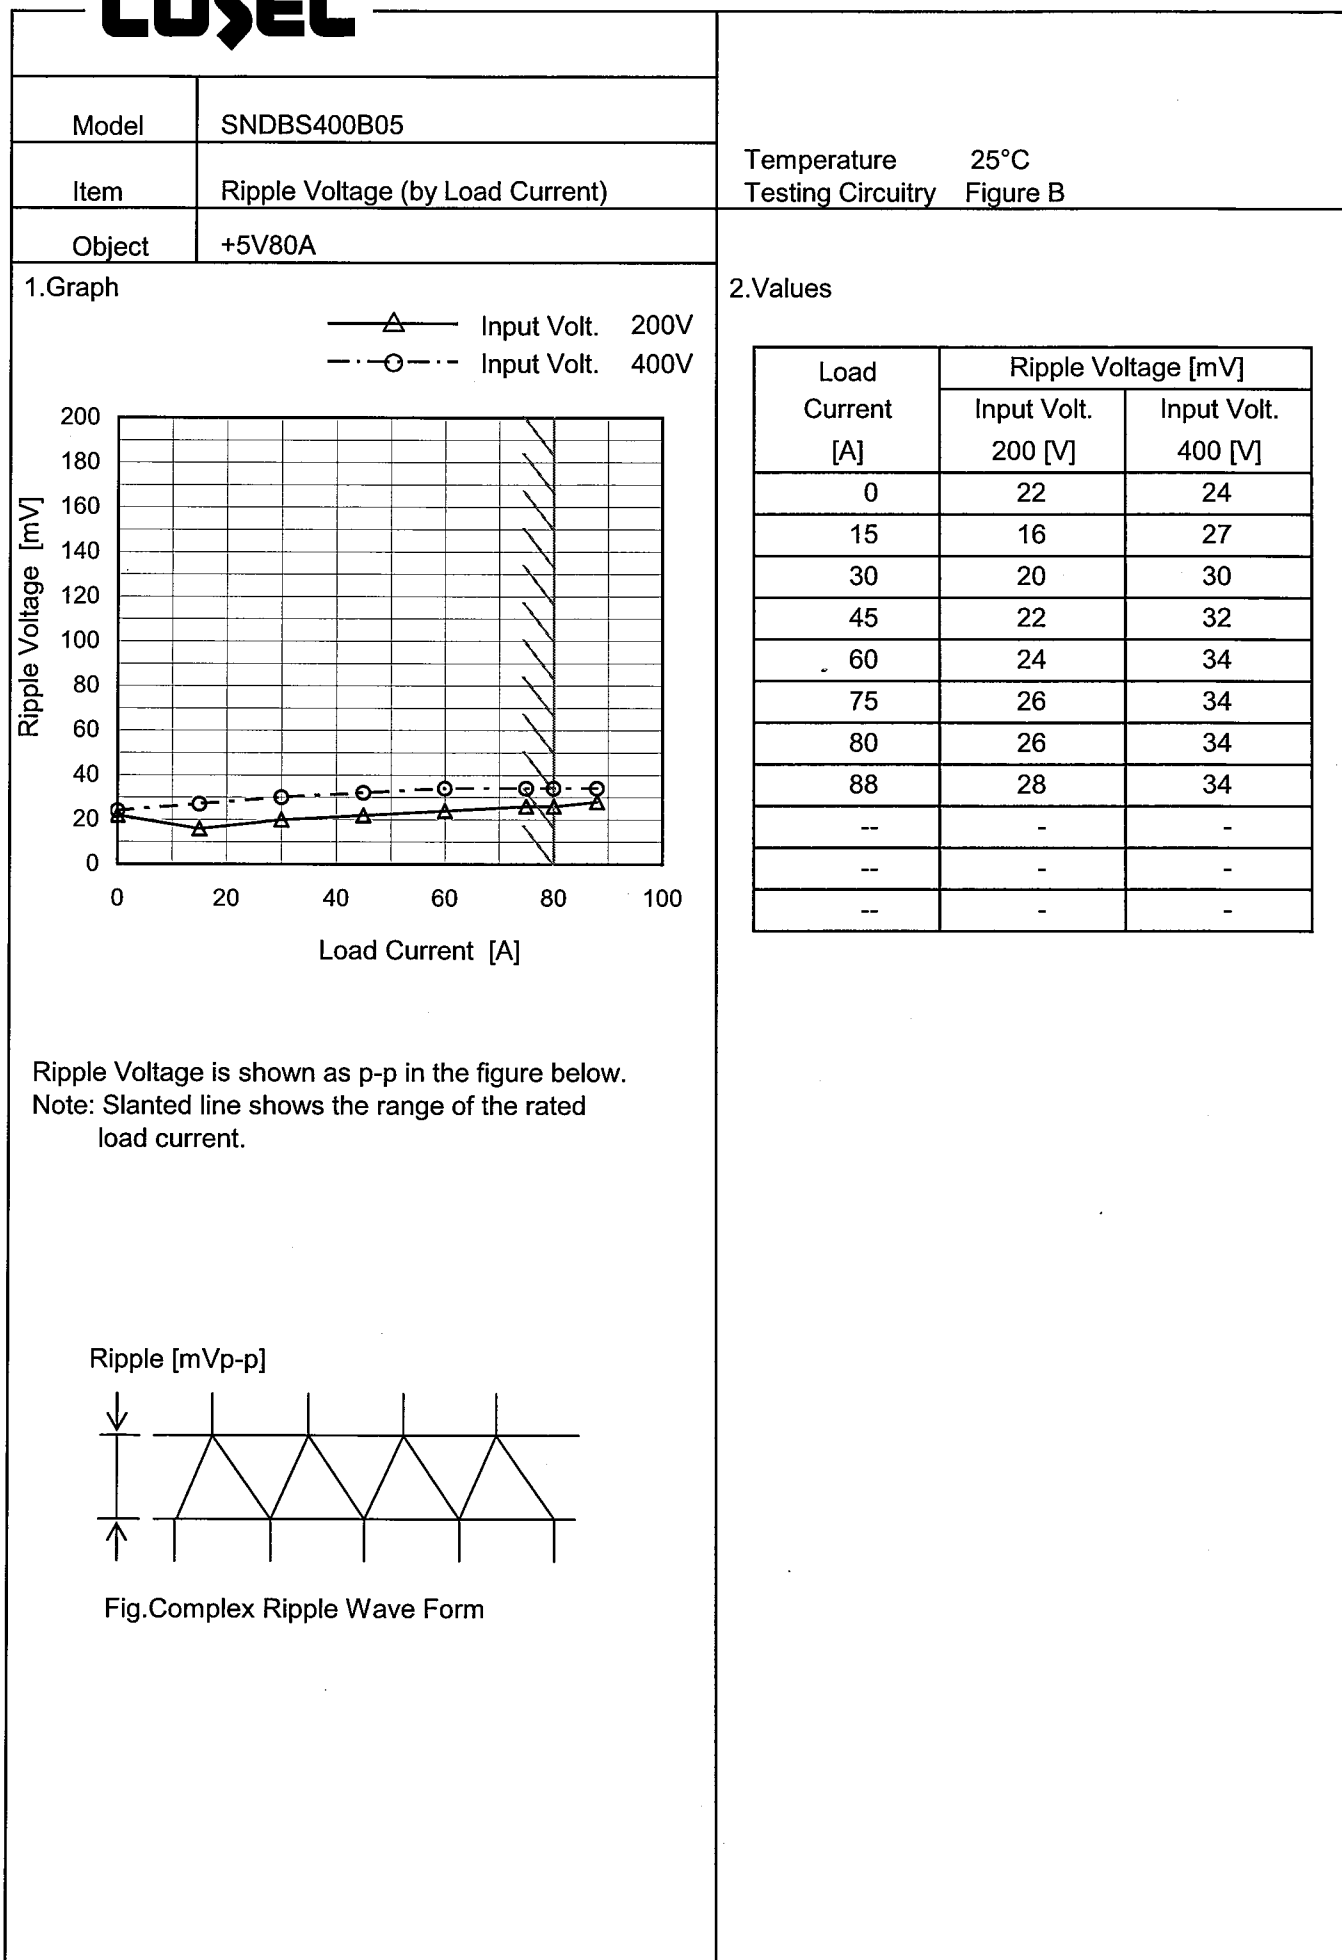 COSEL
Model SNDBS400B05
Item Ripple Voltage (by Load Current)
Object +5V80A
Temperature 25°C
Testing Circuitry Figure B
1.Graph
Input Volt. 200V
Input Volt. 400V
200
180
160
140
120
100
80
60
40
20
0
Ripple Voltage [mV]
0 20 40 60 80 100
Load Current [A]
Ripple Voltage is shown as p-p in the figure below.
Note: Slanted line shows the range of the rated
load current.
Ripple [mVp-p]
Fig.Complex Ripple Wave Form
2.Values
Load Ripple Voltage [mV]
Current Input Volt. Input Volt.
[A] 200 [V] 400 [V]
0 22 24
15 16 27
30 20 30
45 22 32
60 24 34
75 26 34
80 26 34
88 28 34
-- - -
-- - -
-- - -